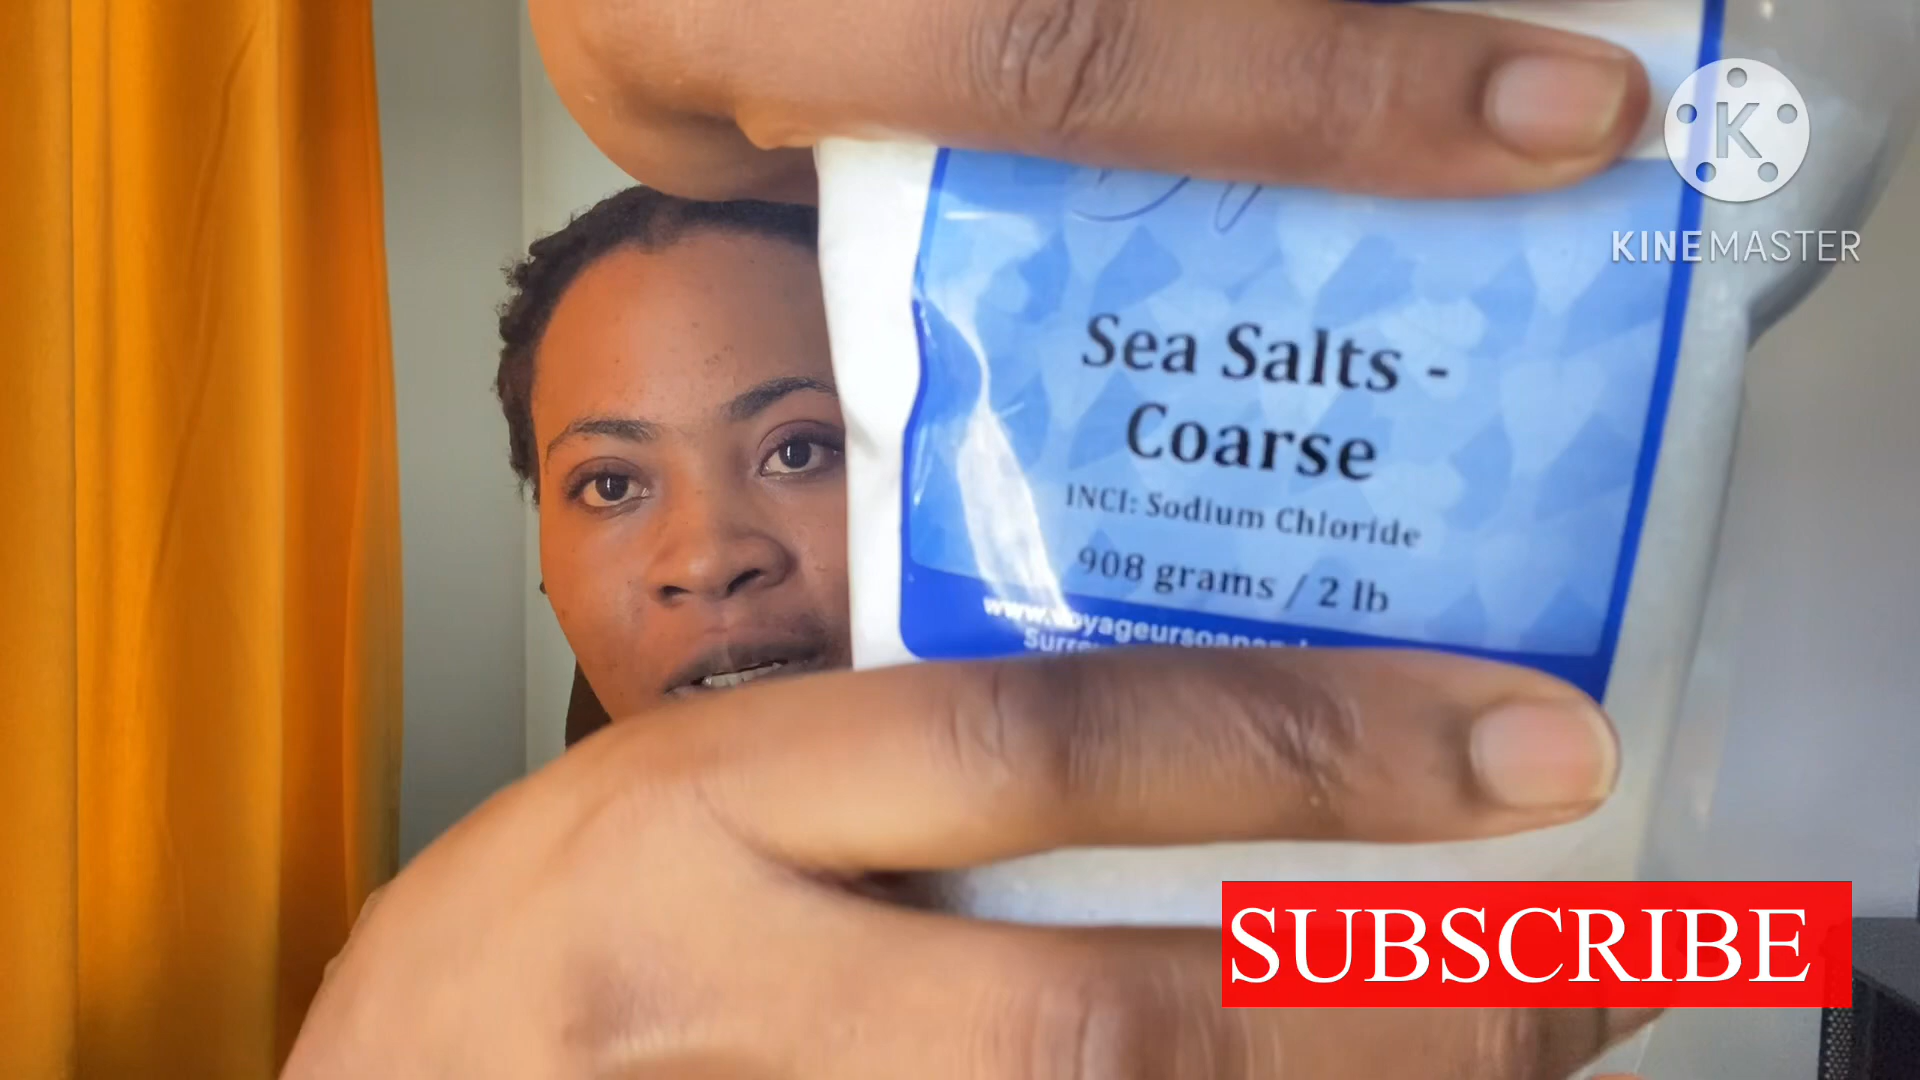 K
KINEMASTER
Sea Salts -
Coarse
INCI: Sodium Chloride
908 grams / 2 lb
SUBSCRIBE